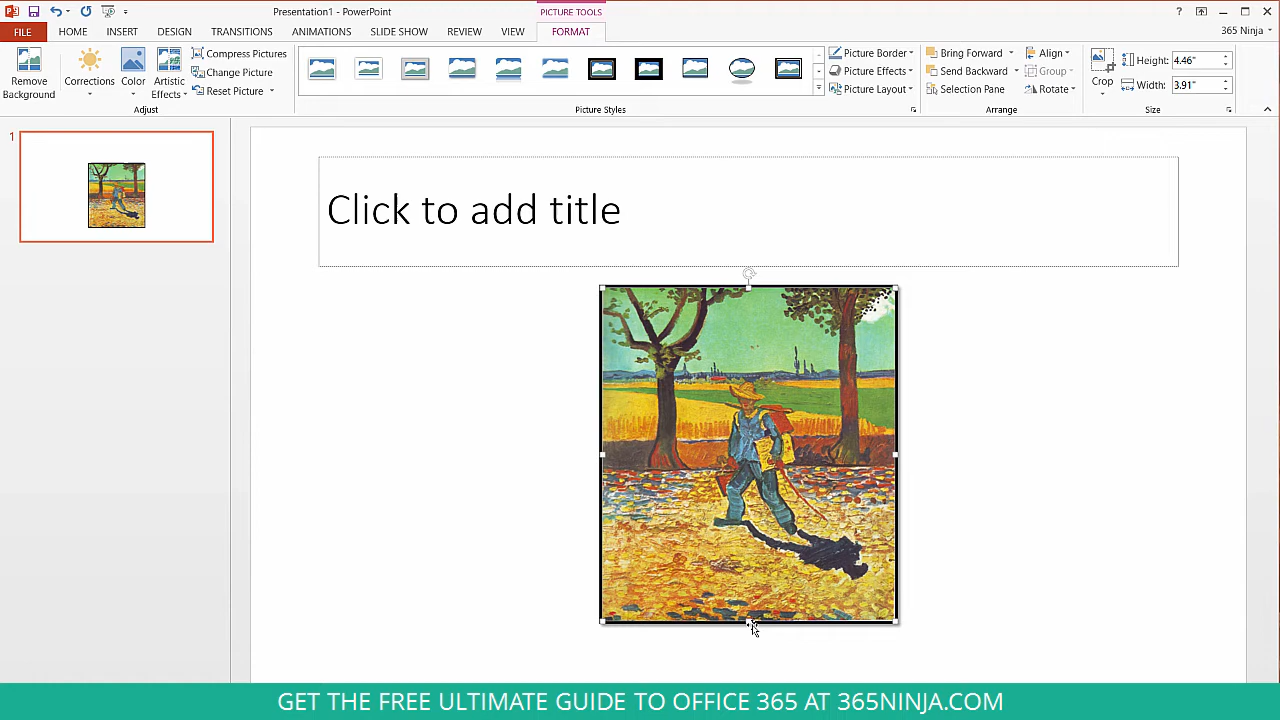 Presentation1 - PowerPoint
PICTURE TOOLS
?
FILE HOME INSERT DESIGN TRANSITIONS ANIMATIONS SLIDE SHOW REVIEW VIEW FORMAT 365 Ninja
Remove Background
Corrections
Color
Artistic Effects
Compress Pictures
Change Picture
Reset Picture
Adjust
Picture Styles
Picture Border
Picture Effects
Picture Layout
Bring Forward
Send Backward
Selection Pane
Align
Group
Rotate
Arrange
Crop
Height: 4.46"
Width: 3.91"
Size
1
Click to add title
GET THE FREE ULTIMATE GUIDE TO OFFICE 365 AT 365NINJA.COM